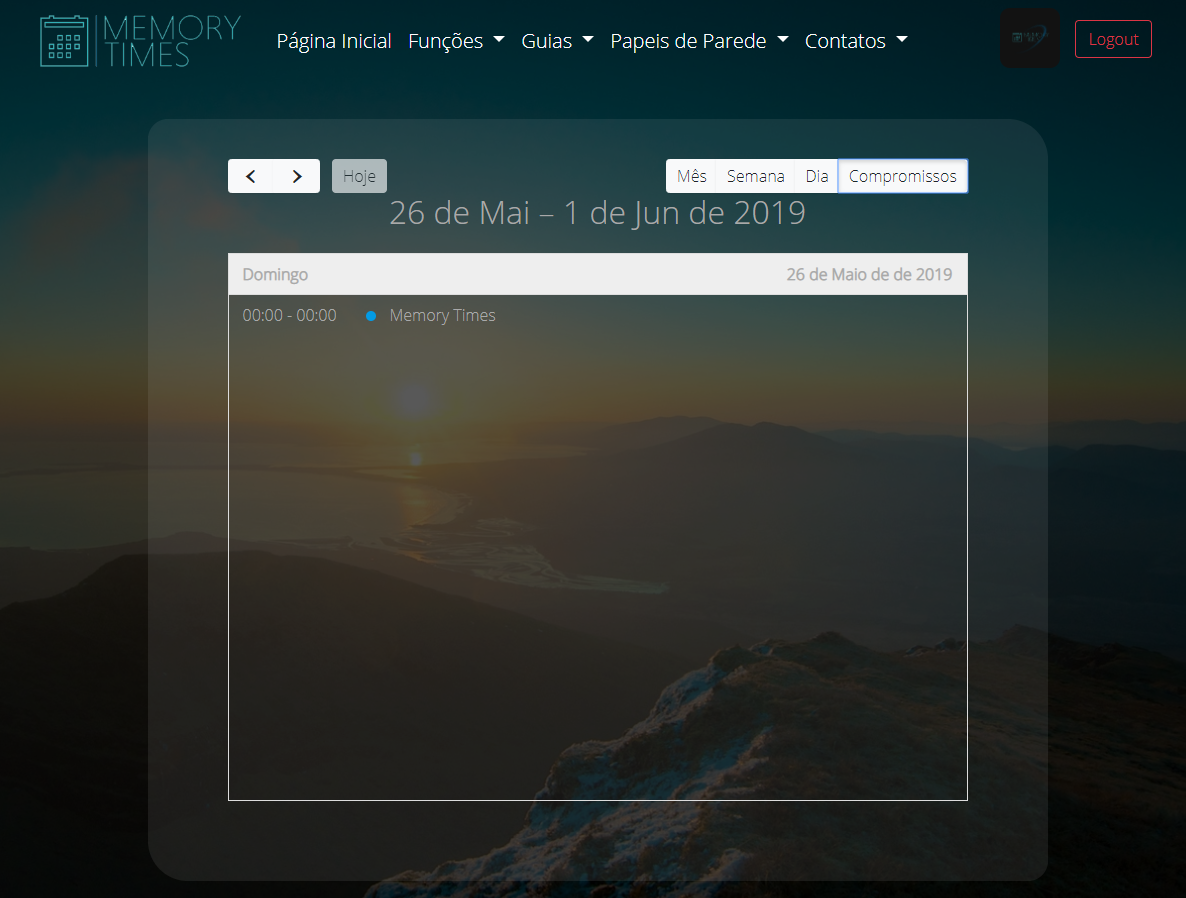 MEMORY
TIMES
Página Inicial Funções Guias Papeis de Parede Contatos
Logout
Hoje
Mês Semana Dia Compromissos
26 de Mai – 1 de Jun de 2019
Domingo 26 de Maio de de 2019
00:00 - 00:00 Memory Times